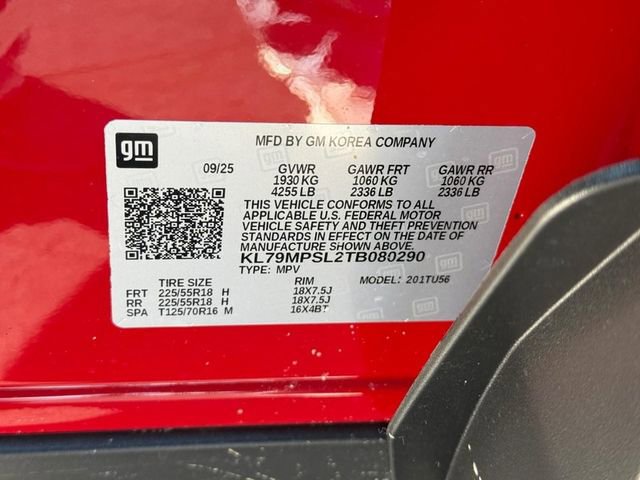 gm
MFD BY GM KOREA COMPANY
09/25 GVWR GAWR FRT GAWR RR
1930 KG 1060 KG 1060 KG
4255 LB 2336 LB 2336 LB
THIS VEHICLE CONFORMS TO ALL
APPLICABLE U.S. FEDERAL MOTOR
VEHICLE SAFETY AND THEFT PREVENTION
STANDARDS IN EFFECT ON THE DATE OF
MANUFACTURE SHOWN ABOVE.
KL79MPSL2TB080290
TYPE: MPV MODEL: 201TU56
TIRE SIZE RIM
FRT 225/55R18 H 18X7.5J
RR 225/55R18 H 18X7.5J
SPA T125/70R16 M 16X4BT